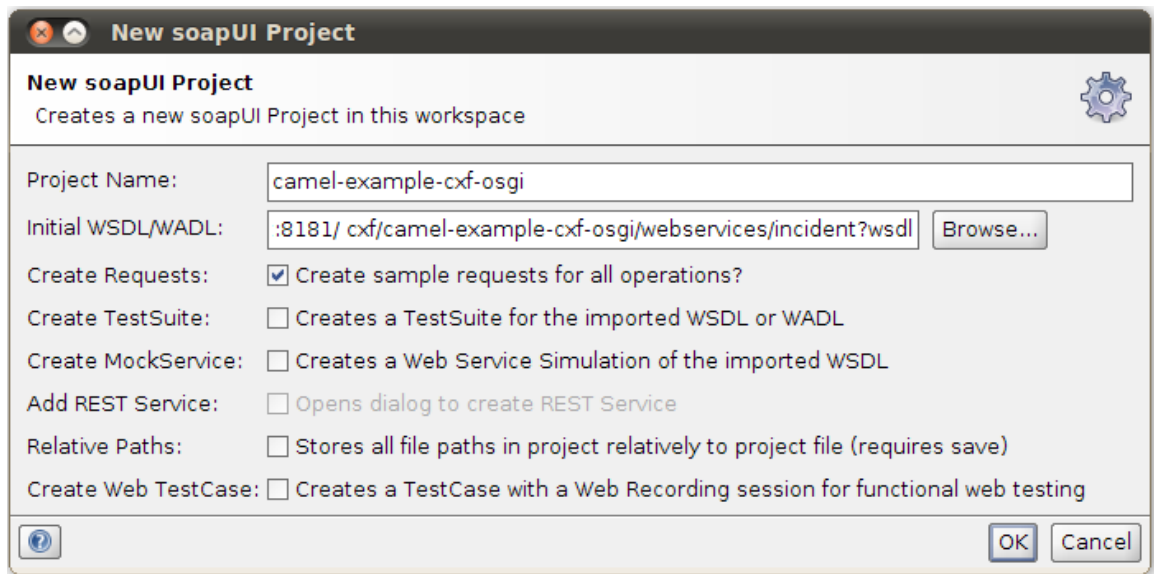 New soapUI Project
New soapUI Project
Creates a new soapUI Project in this workspace
Project Name: camel-example-cxf-osgi
Initial WSDL/WADL: :8181/ cxf/camel-example-cxf-osgi/webservices/incident?wsdl Browse...
Create Requests: Create sample requests for all operations?
Create TestSuite: Creates a TestSuite for the imported WSDL or WADL
Create MockService: Creates a Web Service Simulation of the imported WSDL
Add REST Service: Opens dialog to create REST Service
Relative Paths: Stores all file paths in project relatively to project file (requires save)
Create Web TestCase: Creates a TestCase with a Web Recording session for functional web testing
? OK Cancel